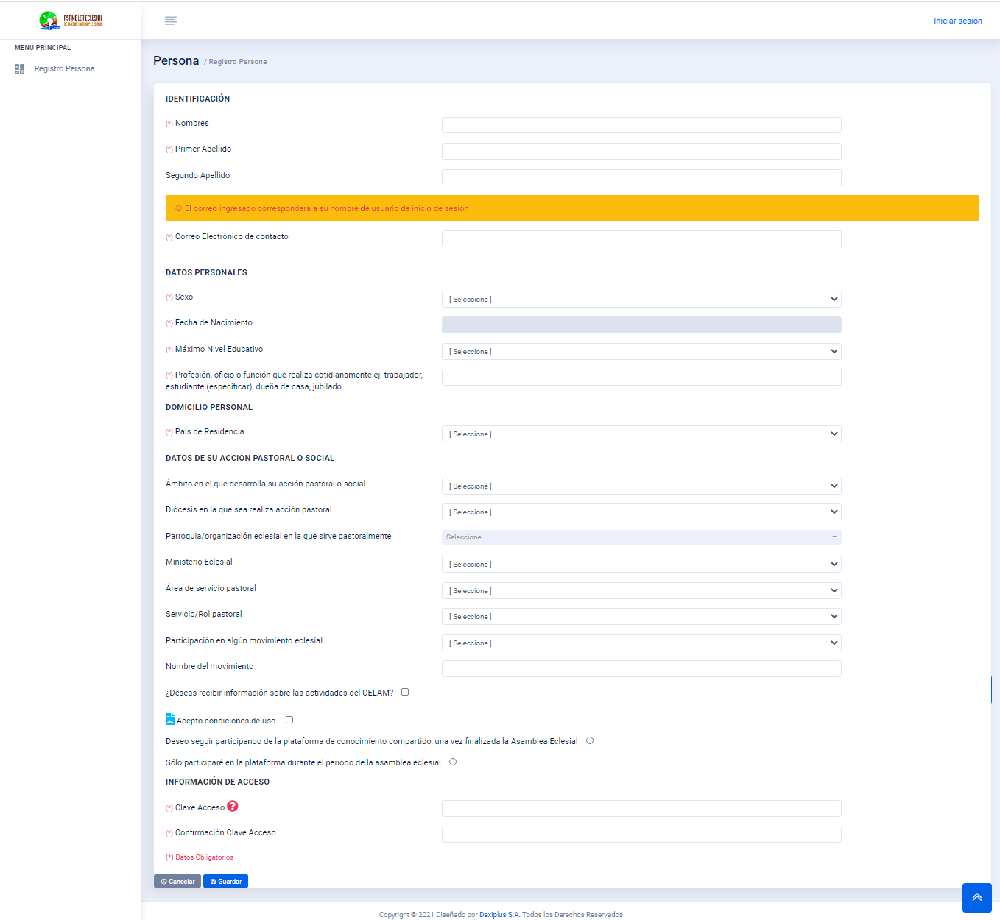 ASAMBLEA ECLESIAL
DE AMÉRICA LATINA Y EL CARIBE
Iniciar sesión
MENU PRINCIPAL
Registro Persona
Persona / Registro Persona
IDENTIFICACIÓN
(*) Nombres
(*) Primer Apellido
Segundo Apellido
El correo ingresado corresponderá a su nombre de usuario de inicio de sesión
(*) Correo Electrónico de contacto
DATOS PERSONALES
(*) Sexo
[ Seleccione ]
(*) Fecha de Nacimiento
(*) Máximo Nivel Educativo
[ Seleccione ]
(*) Profesión, oficio o función que realiza cotidianamente ej: trabajador,
estudiante (especificar), dueña de casa, jubilado...
DOMICILIO PERSONAL
(*) País de Residencia
[ Seleccione ]
DATOS DE SU ACCIÓN PASTORAL O SOCIAL
Ámbito en el que desarrolla su acción pastoral o social
[ Seleccione ]
Diócesis en la que sea realiza acción pastoral
[ Seleccione ]
Parroquia/organización eclesial en la que sirve pastoralmente
Seleccione
Ministerio Eclesial
[ Seleccione ]
Área de servicio pastoral
[ Seleccione ]
Servicio/Rol pastoral
[ Seleccione ]
Participación en algún movimiento eclesial
[ Seleccione ]
Nombre del movimiento
¿Deseas recibir información sobre las actividades del CELAM?
Acepto condiciones de uso
Deseo seguir participando de la plataforma de conocimiento compartido, una vez finalizada la Asamblea Eclesial
Sólo participaré en la plataforma durante el periodo de la asamblea eclesial
INFORMACIÓN DE ACCESO
(*) Clave Acceso
(*) Confirmación Clave Acceso
(*) Datos Obligatorios
Cancelar
Guardar
Copyright © 2021 Diseñado por Dexiplus S.A. Todos los Derechos Reservados.